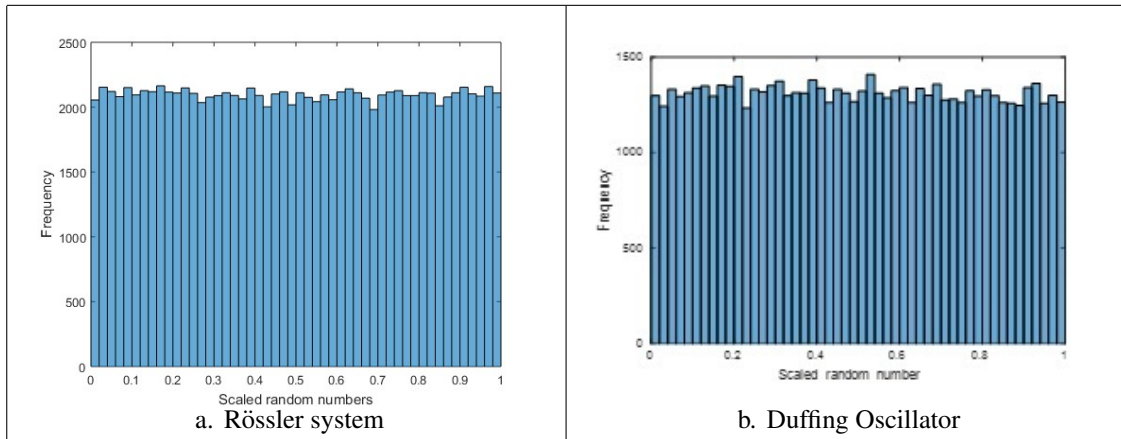 2500
2000
1500
1000
500
0
Frequency
0 0.1 0.2 0.3 0.4 0.5 0.6 0.7 0.8 0.9 1
Scaled random numbers
a. Rössler system
1500
1000
500
0
Frequency
0 0.2 0.4 0.6 0.8 1
Scaled random number
b. Duffing Oscillator